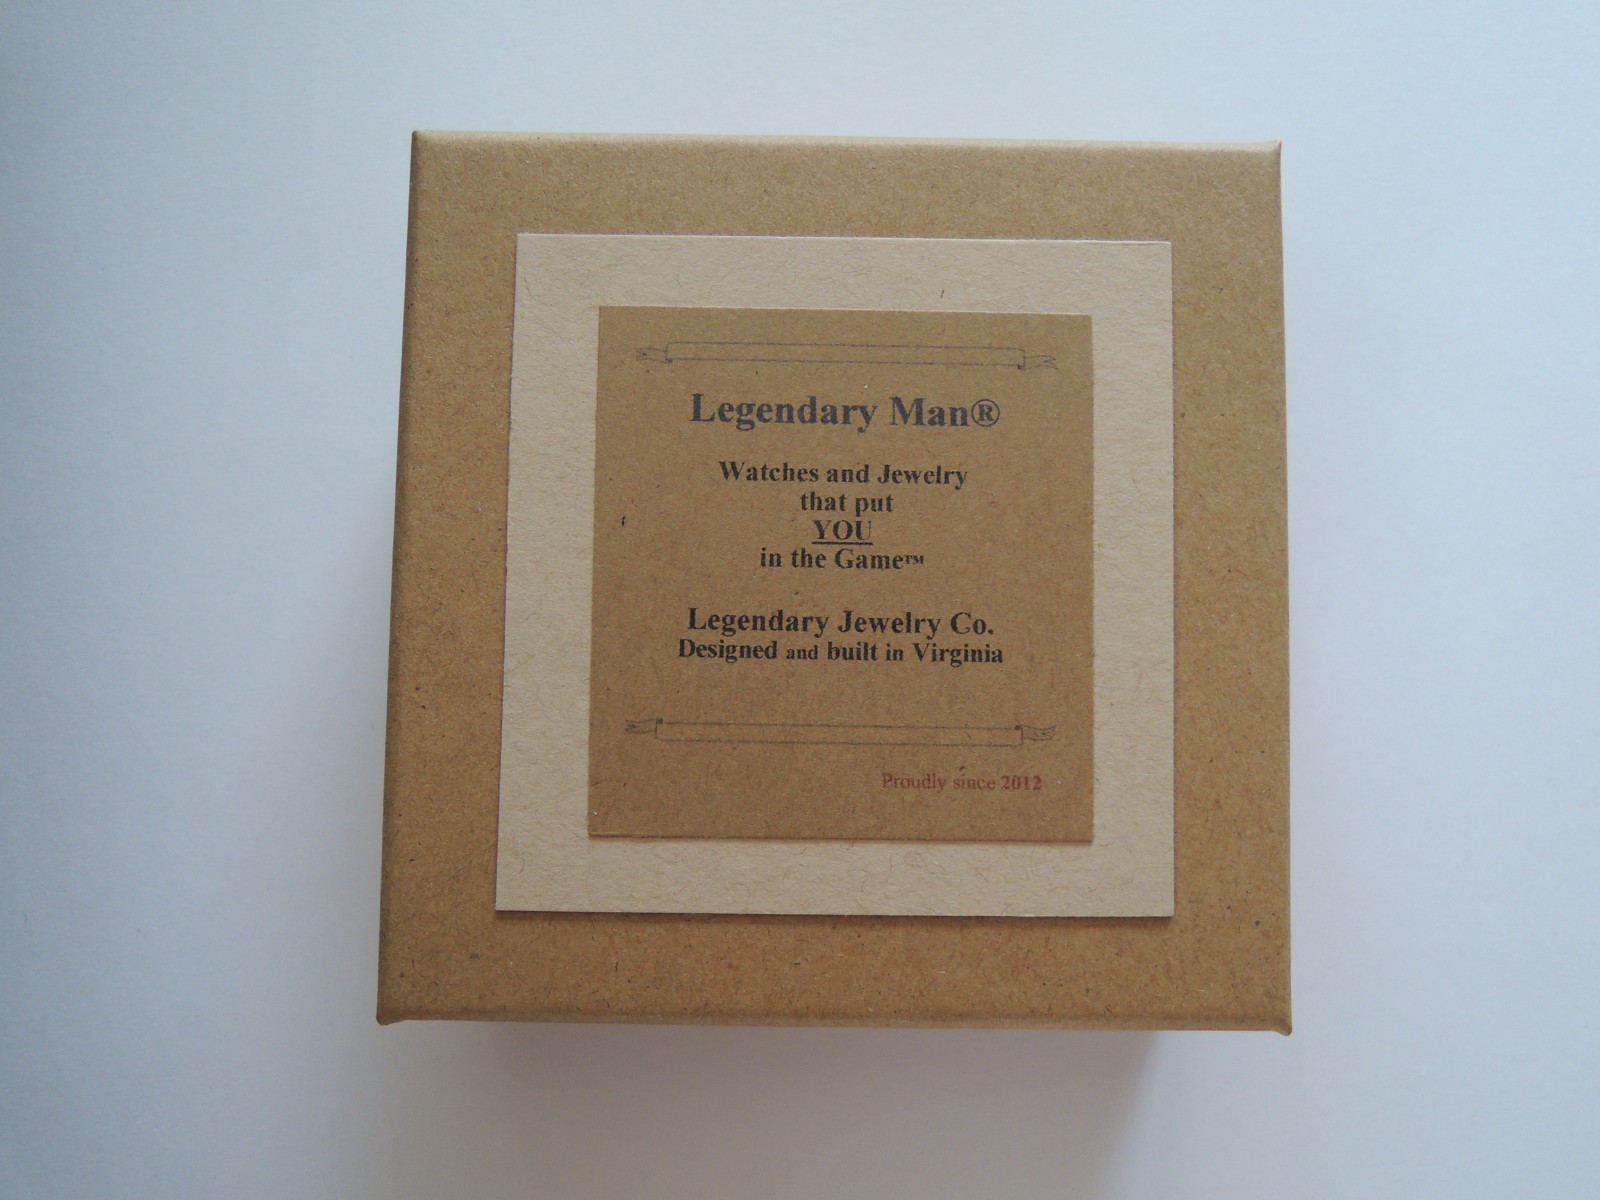 Legendary Man®
Watches and Jewelry
that put
YOU
in the Game™
Legendary Jewelry Co.
Designed and built in Virginia
Proudly since 2012